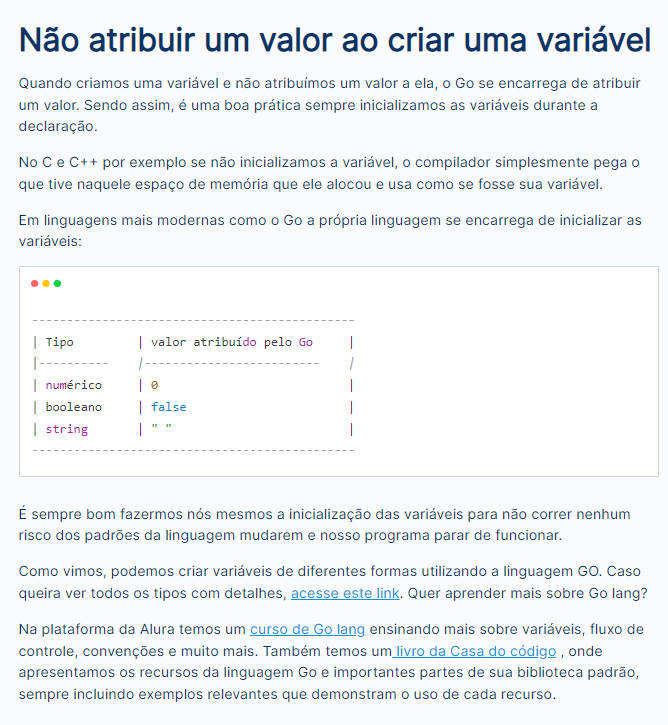 Não atribuir um valor ao criar uma variável
Quando criamos uma variável e não atribuímos um valor a ela, o Go se encarrega de atribuir
um valor. Sendo assim, é uma boa prática sempre inicializamos as variáveis durante a
declaração.
No C e C++ por exemplo se não inicializamos a variável, o compilador simplesmente pega o
que tive naquele espaço de memória que ele alocou e usa como se fosse sua variável.
Em linguagens mais modernas como o Go a própria linguagem se encarrega de inicializar as
variáveis:
----------------------------------------------
| Tipo | valor atribuído pelo Go |
|---------- /------------------------- /
| numérico | 0 |
| booleano | false |
| string | " " |
----------------------------------------------
É sempre bom fazermos nós mesmos a inicialização das variáveis para não correr nenhum
risco dos padrões da linguagem mudarem e nosso programa parar de funcionar.
Como vimos, podemos criar variáveis de diferentes formas utilizando a linguagem GO. Caso
queira ver todos os tipos com detalhes, acesse este link. Quer aprender mais sobre Go lang?
Na plataforma da Alura temos um curso de Go lang ensinando mais sobre variáveis, fluxo de
controle, convenções e muito mais. Também temos um livro da Casa do código , onde
apresentamos os recursos da linguagem Go e importantes partes de sua biblioteca padrão,
sempre incluindo exemplos relevantes que demonstram o uso de cada recurso.